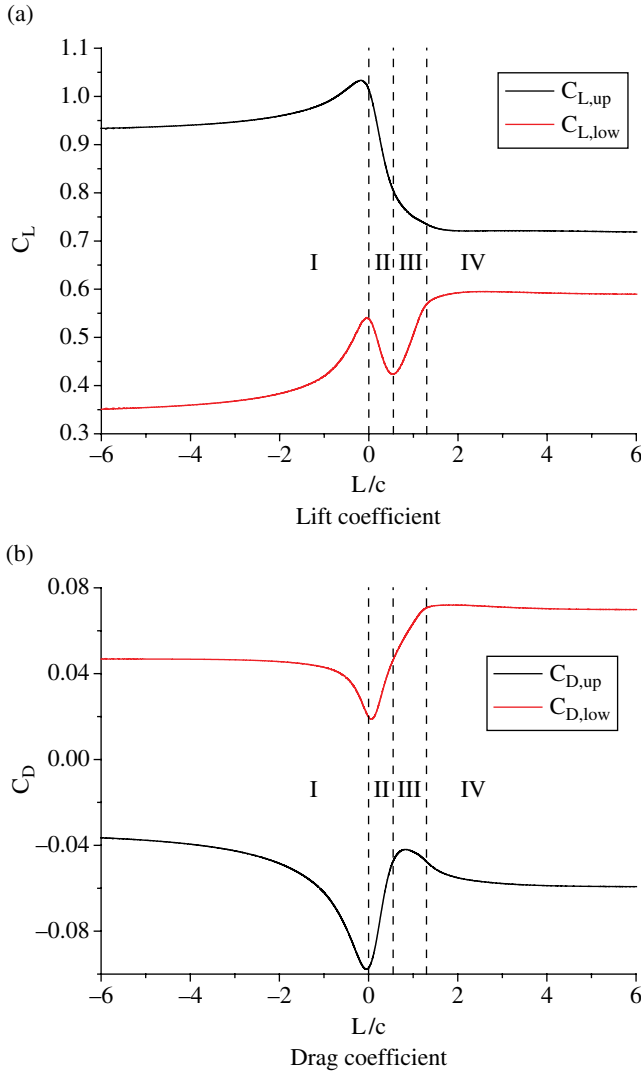 (a)
1.1
1.0
0.9
0.8
0.7
0.6
0.5
0.4
0.3
C_L
C_L,up
C_L,low
I II III IV
−6 −4 −2 0 2 4 6
L/c
Lift coefficient
(b)
0.08
0.04
0.00
−0.04
−0.08
C_D
C_D,up
C_D,low
I II III IV
−6 −4 −2 0 2 4 6
L/c
Drag coefficient